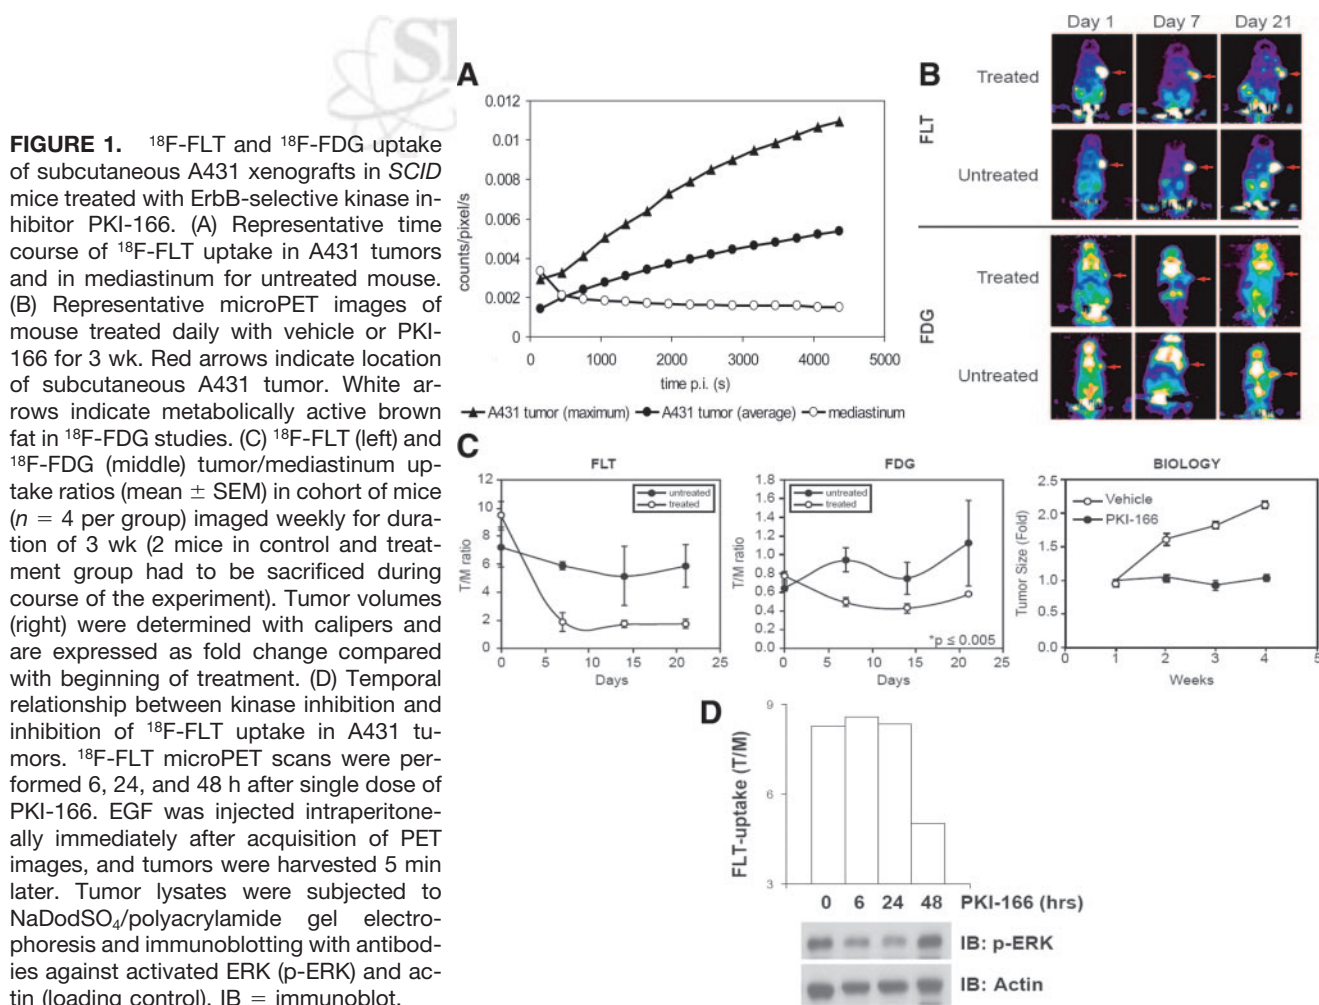 FIGURE 1. ¹⁸F-FLT and ¹⁸F-FDG uptake
of subcutaneous A431 xenografts in SCID
mice treated with ErbB-selective kinase in-
hibitor PKI-166. (A) Representative time
course of ¹⁸F-FLT uptake in A431 tumors
and in mediastinum for untreated mouse.
(B) Representative microPET images of
mouse treated daily with vehicle or PKI-
166 for 3 wk. Red arrows indicate location
of subcutaneous A431 tumor. White ar-
rows indicate metabolically active brown
fat in ¹⁸F-FDG studies. (C) ¹⁸F-FLT (left) and
¹⁸F-FDG (middle) tumor/mediastinum up-
take ratios (mean ± SEM) in cohort of mice
(n = 4 per group) imaged weekly for dura-
tion of 3 wk (2 mice in control and treat-
ment group had to be sacrificed during
course of the experiment). Tumor volumes
(right) were determined with calipers and
are expressed as fold change compared
with beginning of treatment. (D) Temporal
relationship between kinase inhibition and
inhibition of ¹⁸F-FLT uptake in A431 tu-
mors. ¹⁸F-FLT microPET scans were per-
formed 6, 24, and 48 h after single dose of
PKI-166. EGF was injected intraperitone-
ally immediately after acquisition of PET
images, and tumors were harvested 5 min
later. Tumor lysates were subjected to
NaDodSO₄/polyacrylamide gel electro-
phoresis and immunoblotting with antibod-
ies against activated ERK (p-ERK) and ac-
tin (loading control). IB = immunoblot.
A
counts/pixel/s
0.012
0.01
0.008
0.006
0.004
0.002
0
0 1000 2000 3000 4000 5000
time p.i. (s)
A431 tumor (maximum) A431 tumor (average) mediastinum
B
Day 1 Day 7 Day 21
FLT
Treated
Untreated
FDG
Treated
Untreated
C
FLT
T/M ratio
12
10
8
6
4
2
0
untreated
treated
0 5 10 15 20 25
Days
FDG
T/M ratio
1.8
1.6
1.4
1.2
1.0
0.8
0.6
0.4
0.2
0.0
untreated
treated
*p ≤ 0.005
0 5 10 15 20 25
Days
BIOLOGY
Tumor Size (Fold)
2.5
2.0
1.5
1.0
0.5
0.0
Vehicle
PKI-166
0 1 2 3 4 5
Weeks
D
FLT-uptake (T/M)
9
6
3
0 6 24 48 PKI-166 (hrs)
IB: p-ERK
IB: Actin